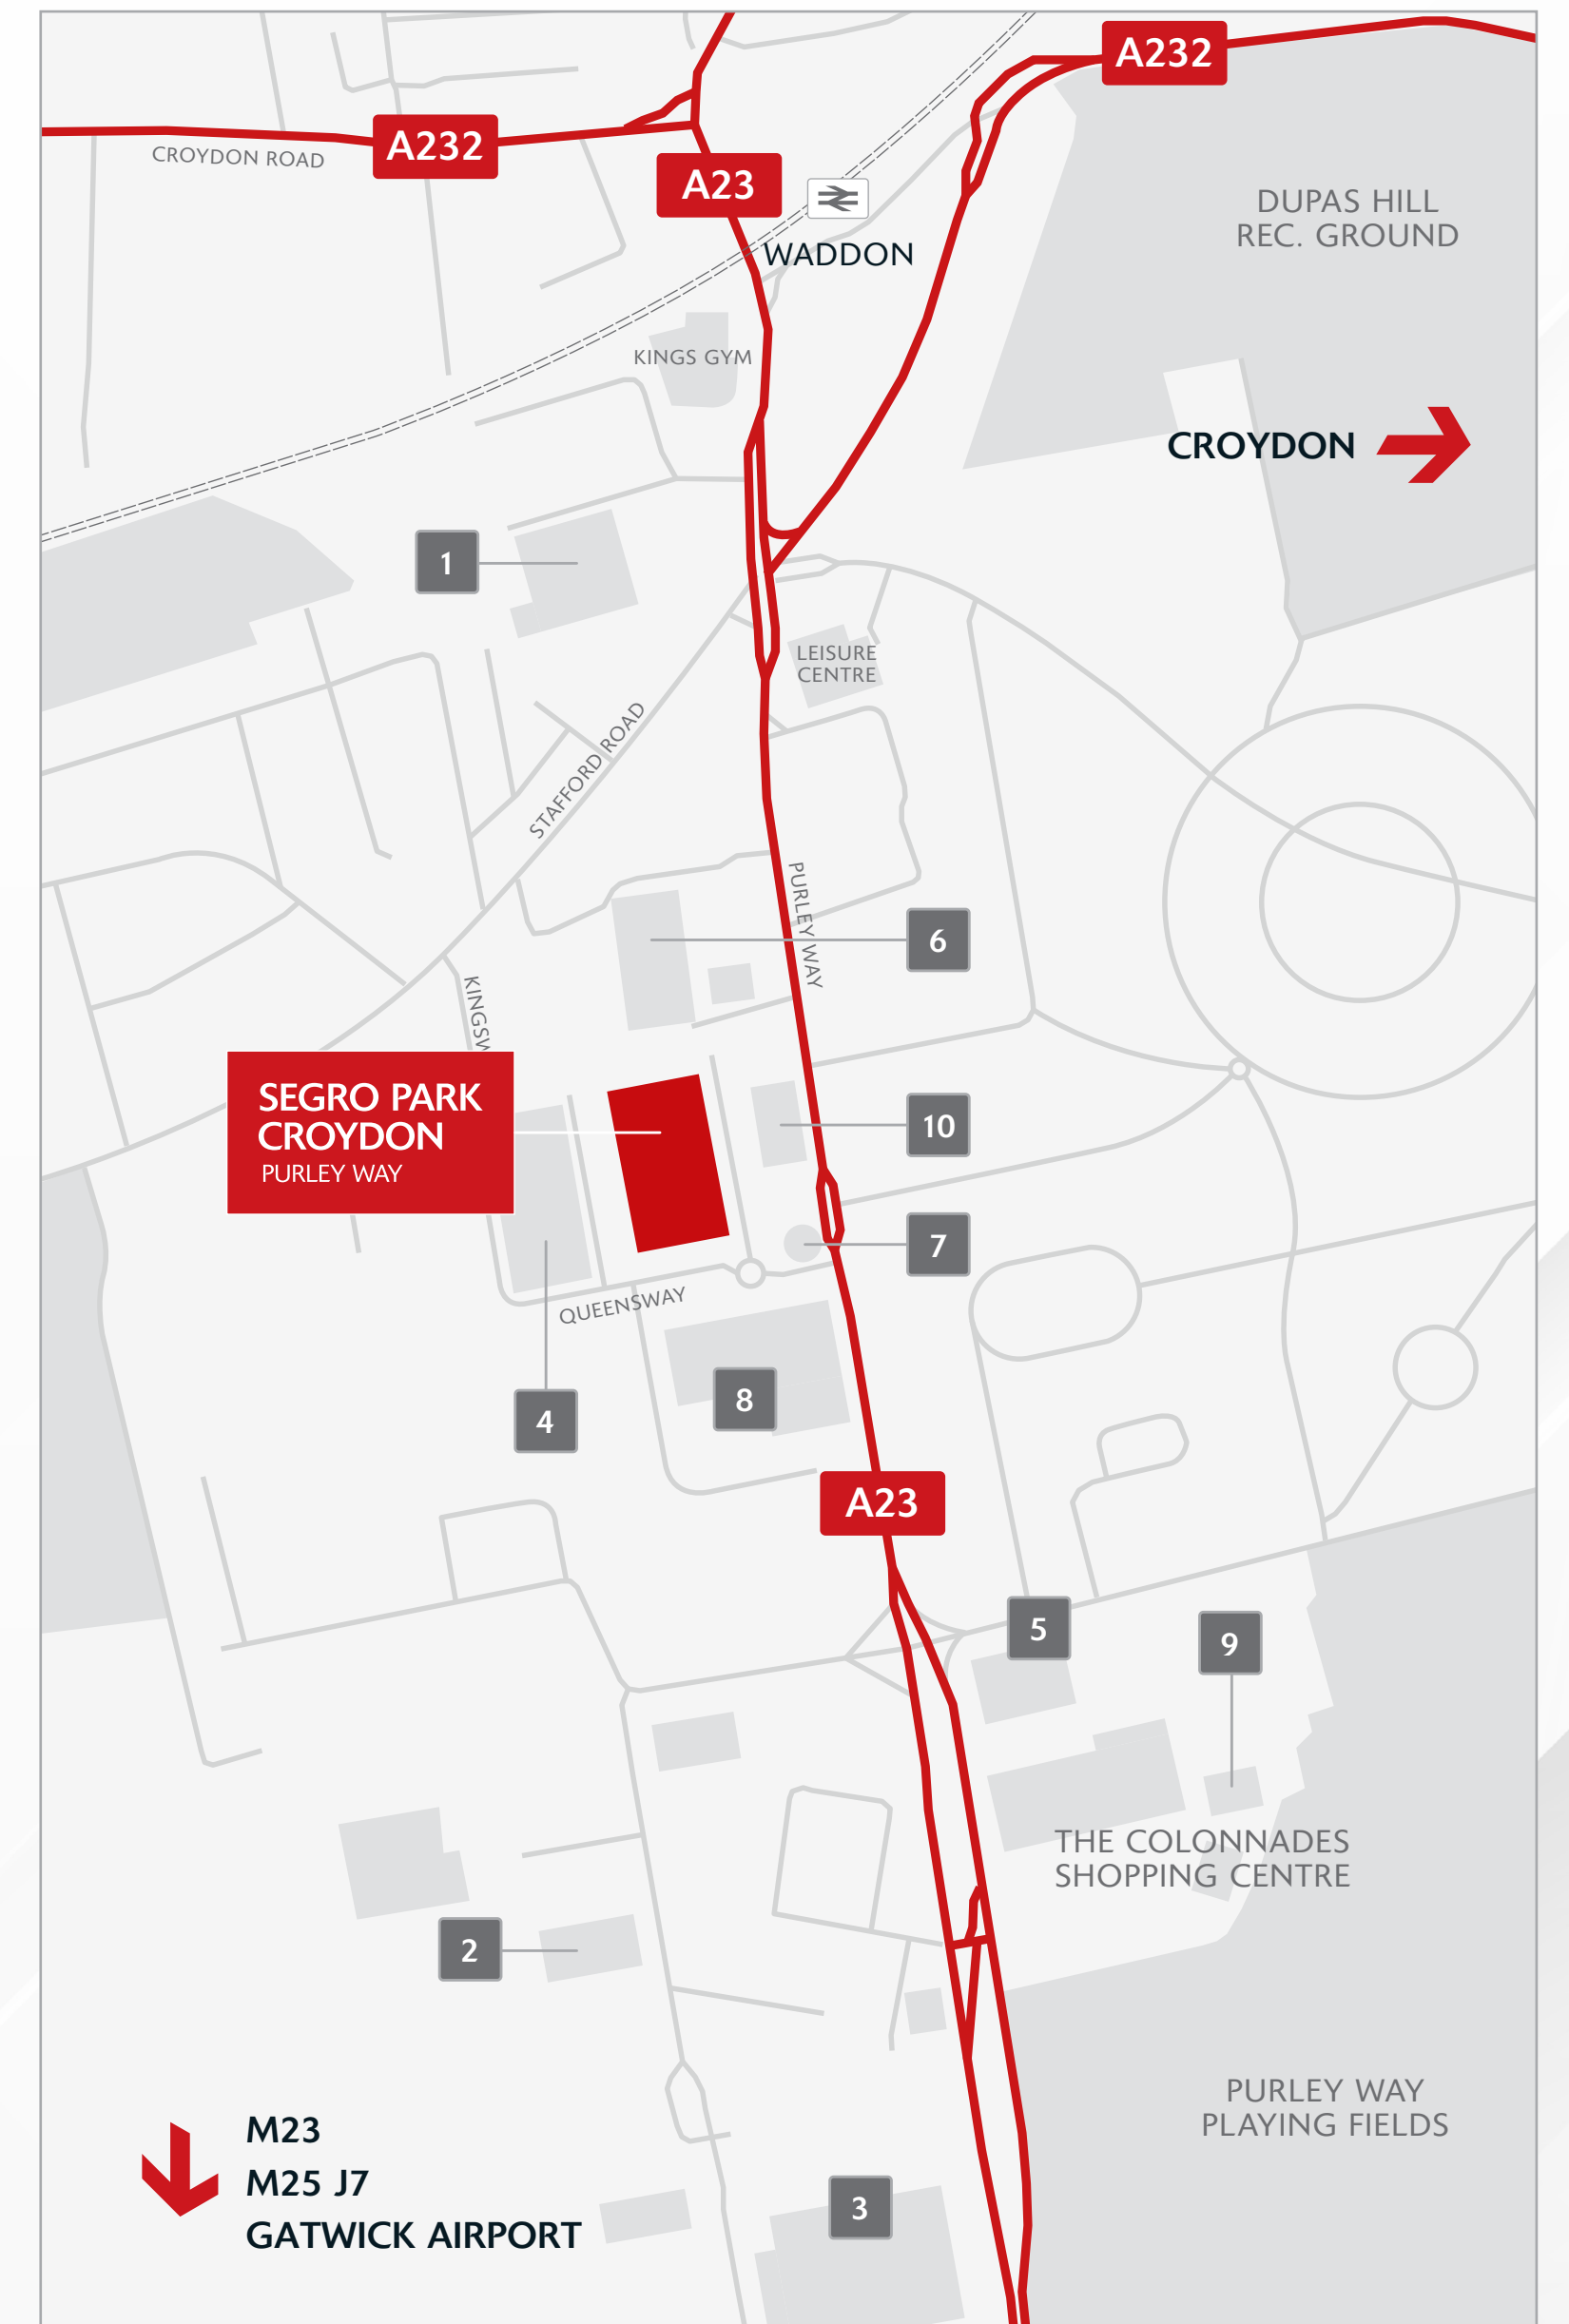 A232
A232
CROYDON ROAD
A23
WADDON
DUPAS HILL
REC. GROUND
KINGS GYM
CROYDON
1
LEISURE
CENTRE
STAFFORD ROAD
PURLEY WAY
6
KINGSW
SEGRO PARK
CROYDON
PURLEY WAY
10
7
QUEENSWAY
8
4
A23
5
9
THE COLONNADES
SHOPPING CENTRE
2
PURLEY WAY
PLAYING FIELDS
M23
M25 J7
GATWICK AIRPORT
3